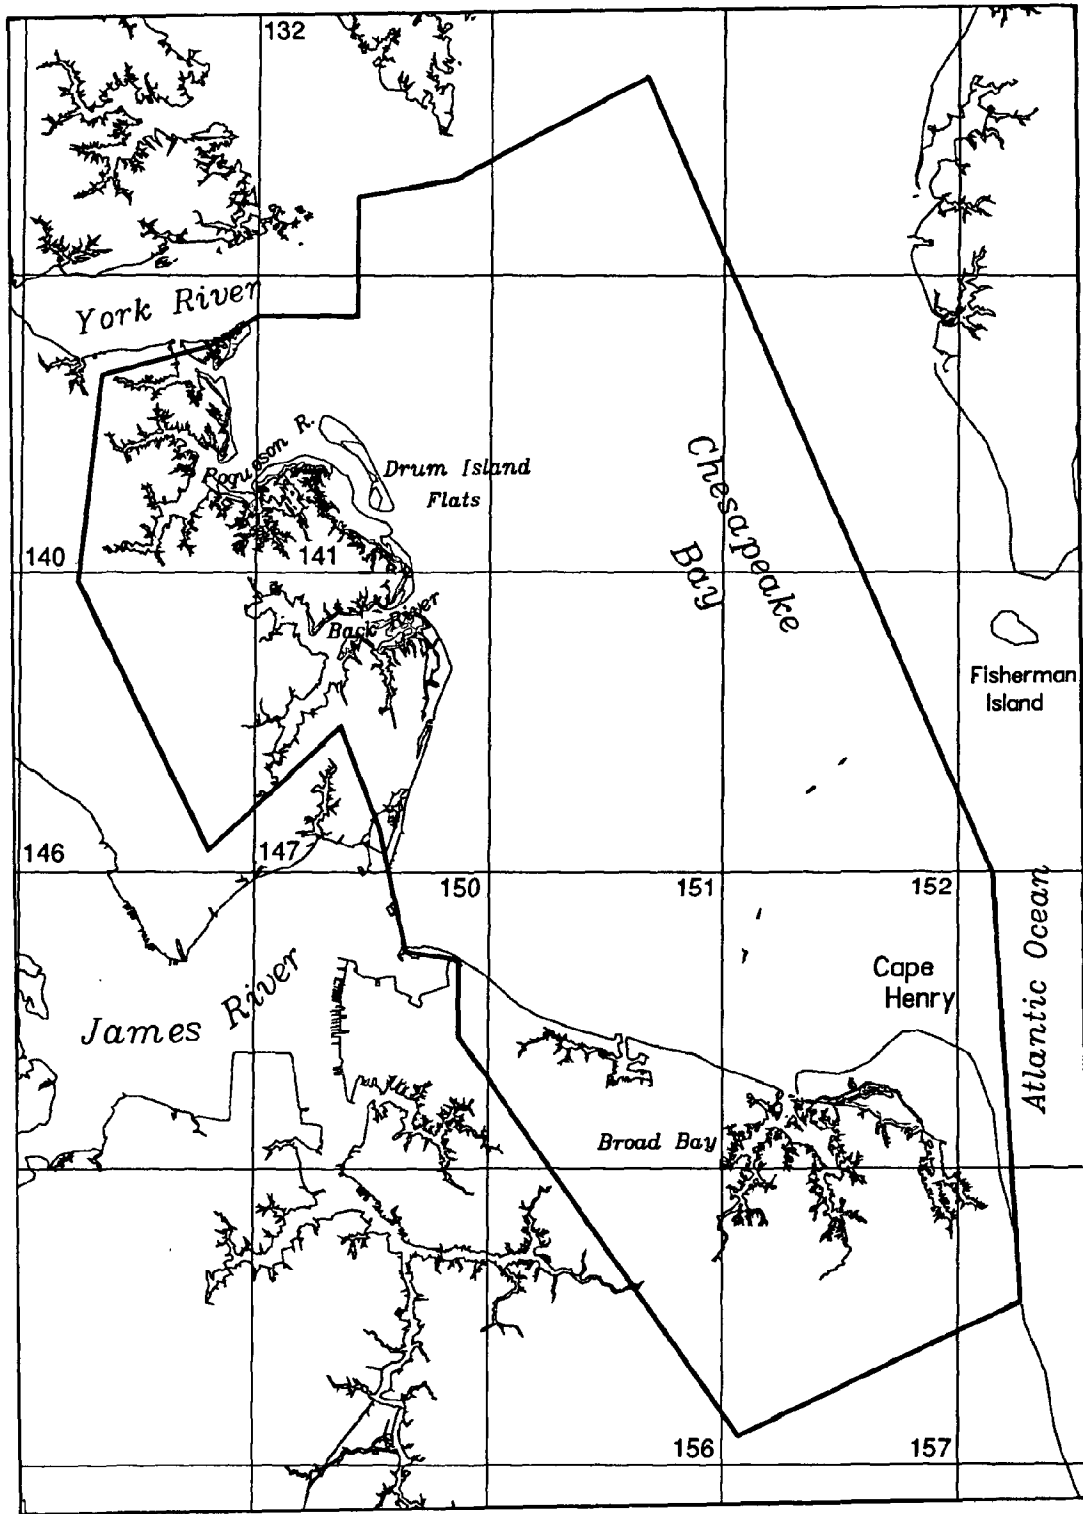 132
York River
Poquoson R.
Drum Island
Flats
Chesapeake
Bay
140
141
Back River
Fisherman
Island
146
147
150
151
152
Atlantic Ocean
Cape
Henry
James River
Broad Bay
156
157